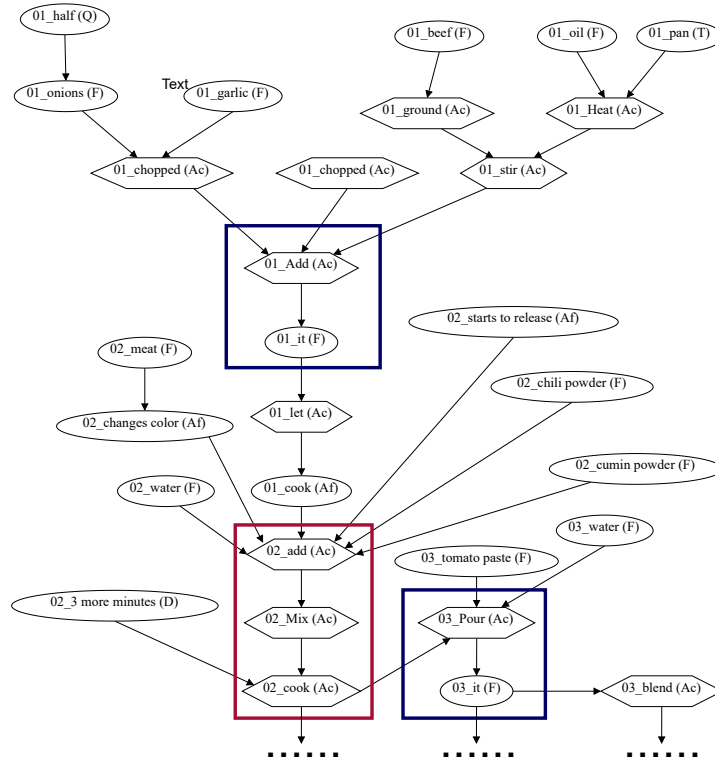 01_half (Q)
01_beef (F)
01_oil (F)
01_pan (T)
Text
01_onions (F)
01_garlic (F)
01_ground (Ac)
01_Heat (Ac)
01_chopped (Ac)
01_chopped (Ac)
01_stir (Ac)
01_Add (Ac)
02_starts to release (Af)
01_it (F)
02_meat (F)
02_chili powder (F)
01_let (Ac)
02_changes color (Af)
02_cumin powder (F)
02_water (F)
01_cook (Af)
03_water (F)
02_add (Ac)
03_tomato paste (F)
02_3 more minutes (D)
02_Mix (Ac)
03_Pour (Ac)
02_cook (Ac)
03_it (F)
03_blend (Ac)